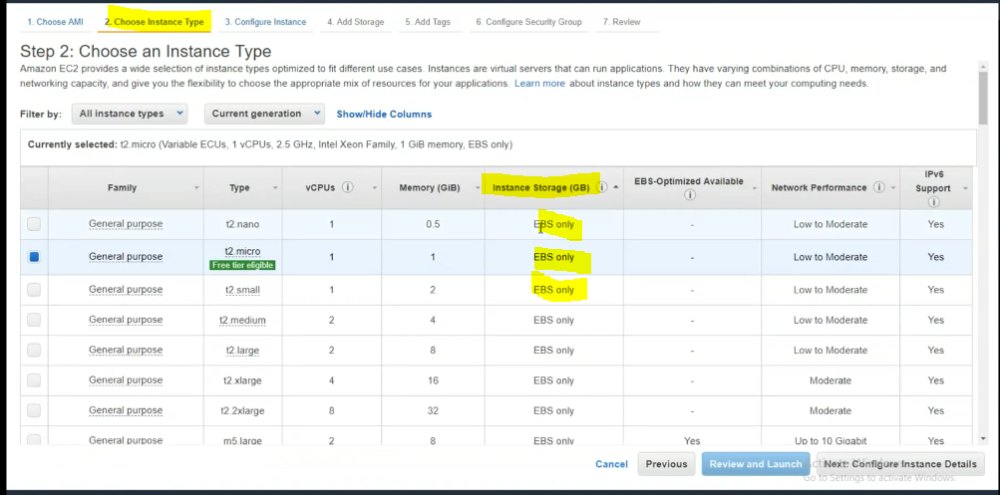 1. Choose AMI 2. Choose Instance Type 3. Configure Instance 4. Add Storage 5. Add Tags 6. Configure Security Group 7. Review
Step 2: Choose an Instance Type
Amazon EC2 provides a wide selection of instance types optimized to fit different use cases. Instances are virtual servers that can run applications. They have varying combinations of CPU, memory, storage, and
networking capacity, and give you the flexibility to choose the appropriate mix of resources for your applications. Learn more about instance types and how they can meet your computing needs.
Filter by: All instance types Current generation Show/Hide Columns
Currently selected: t2.micro (Variable ECUs, 1 vCPUs, 2.5 GHz, Intel Xeon Family, 1 GiB memory, EBS only)
Family Type vCPUs Memory (GiB) Instance Storage (GB) EBS-Optimized Available Network Performance IPv6 Support
General purpose t2.nano 1 0.5 EBS only - Low to Moderate Yes
General purpose t2.micro 1 1 EBS only - Low to Moderate Yes
Free tier eligible
General purpose t2.small 1 2 EBS only - Low to Moderate Yes
General purpose t2.medium 2 4 EBS only - Low to Moderate Yes
General purpose t2.large 2 8 EBS only - Low to Moderate Yes
General purpose t2.xlarge 4 16 EBS only - Moderate Yes
General purpose t2.2xlarge 8 32 EBS only - Moderate Yes
General purpose m5.large 2 8 EBS only Yes Up to 10 Gigabit Yes
Cancel Previous Review and Launch Next: Configure Instance Details
Activate Windows
Go to Settings to activate Windows.